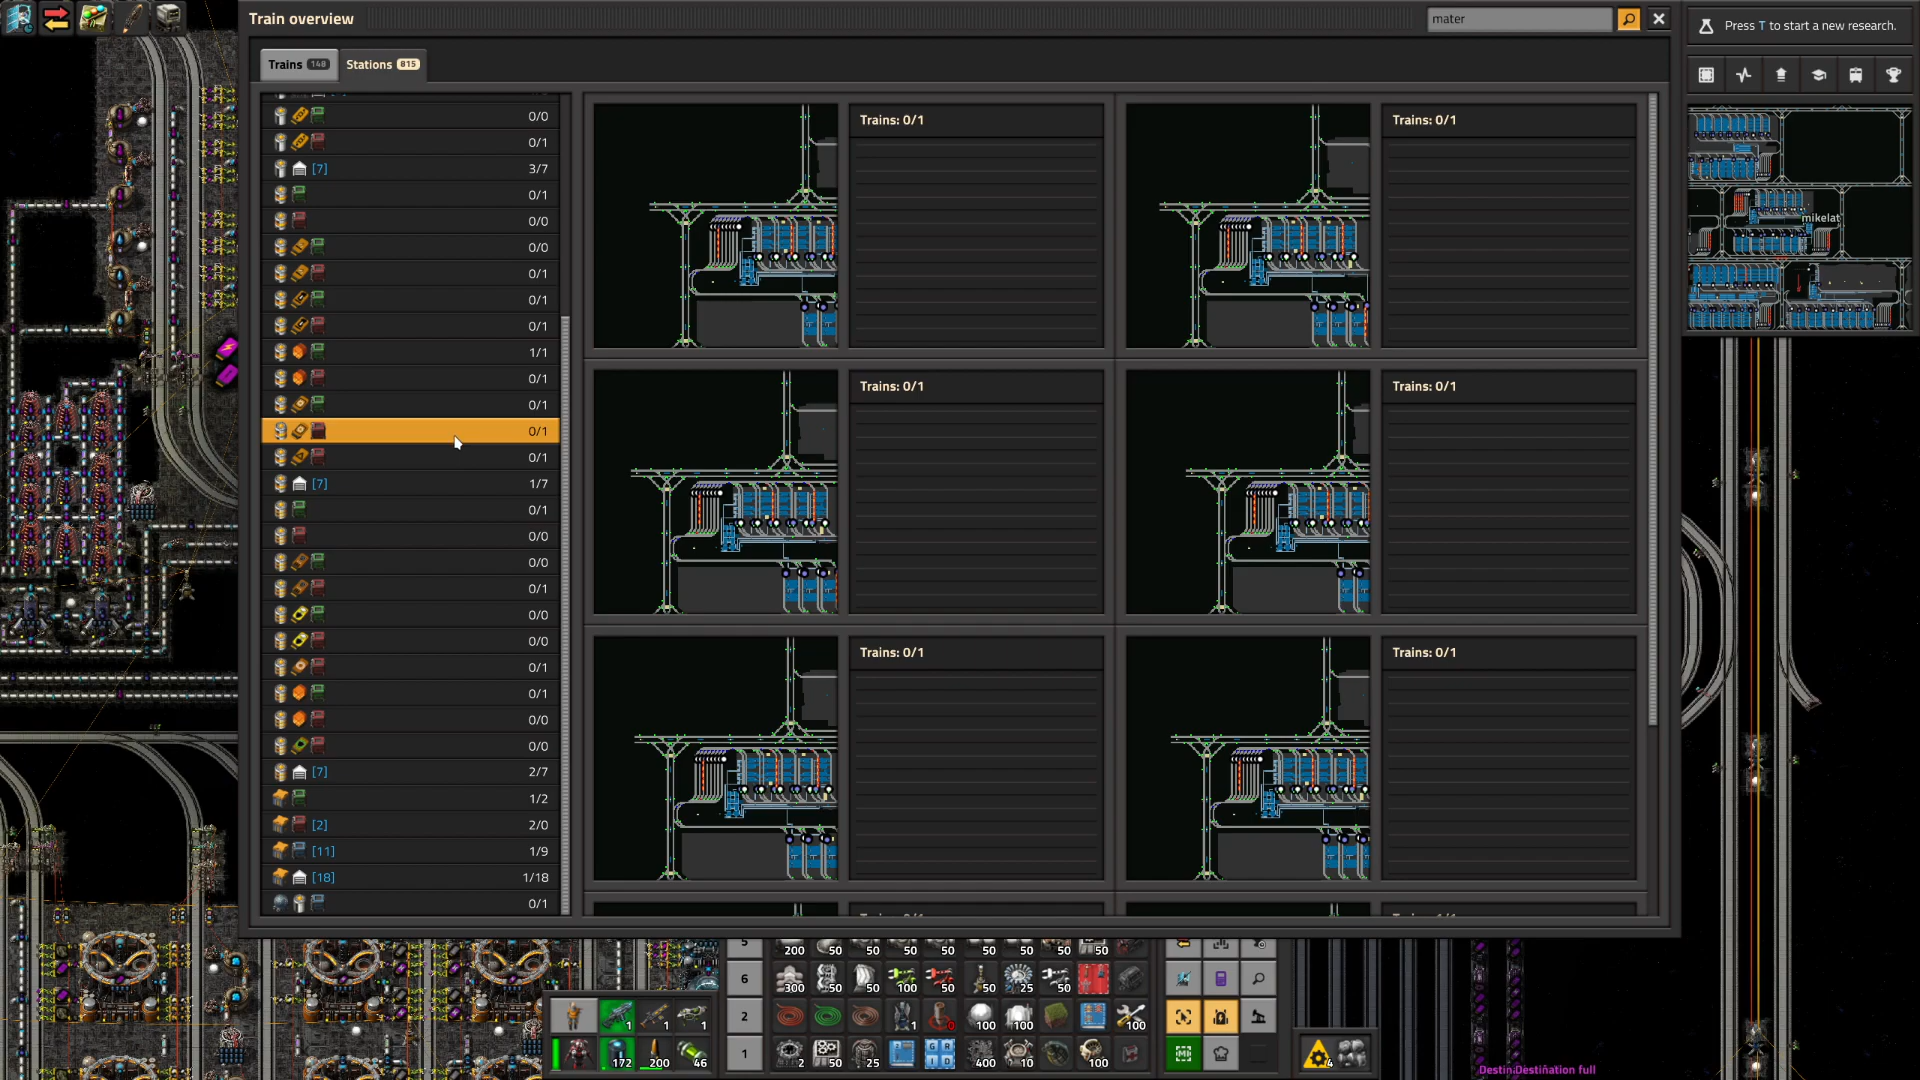 Train overview
mater
Press T to start a new research.
Trains 148
Stations 815
0/0
0/1
[7] 3/7
0/1
0/0
0/0
0/1
0/1
0/1
1/1
0/1
0/1
0/1
0/1
[7] 1/7
0/1
0/0
0/0
0/1
0/0
0/0
0/1
0/1
0/0
0/0
[7] 2/7
1/2
[2] 2/0
[11] 1/9
[18] 1/18
0/1
Trains: 0/1
Trains: 0/1
Trains: 0/1
Trains: 0/1
Trains: 0/1
Trains: 0/1
mikelat
5 200 50 50 50 50 50 50 50 50
6 300 50 50 100 50 50 25 50
2 1 0 100 100 100
1 2 50 25 400 10 100
1 1 1
172 200 46
4
Destination full